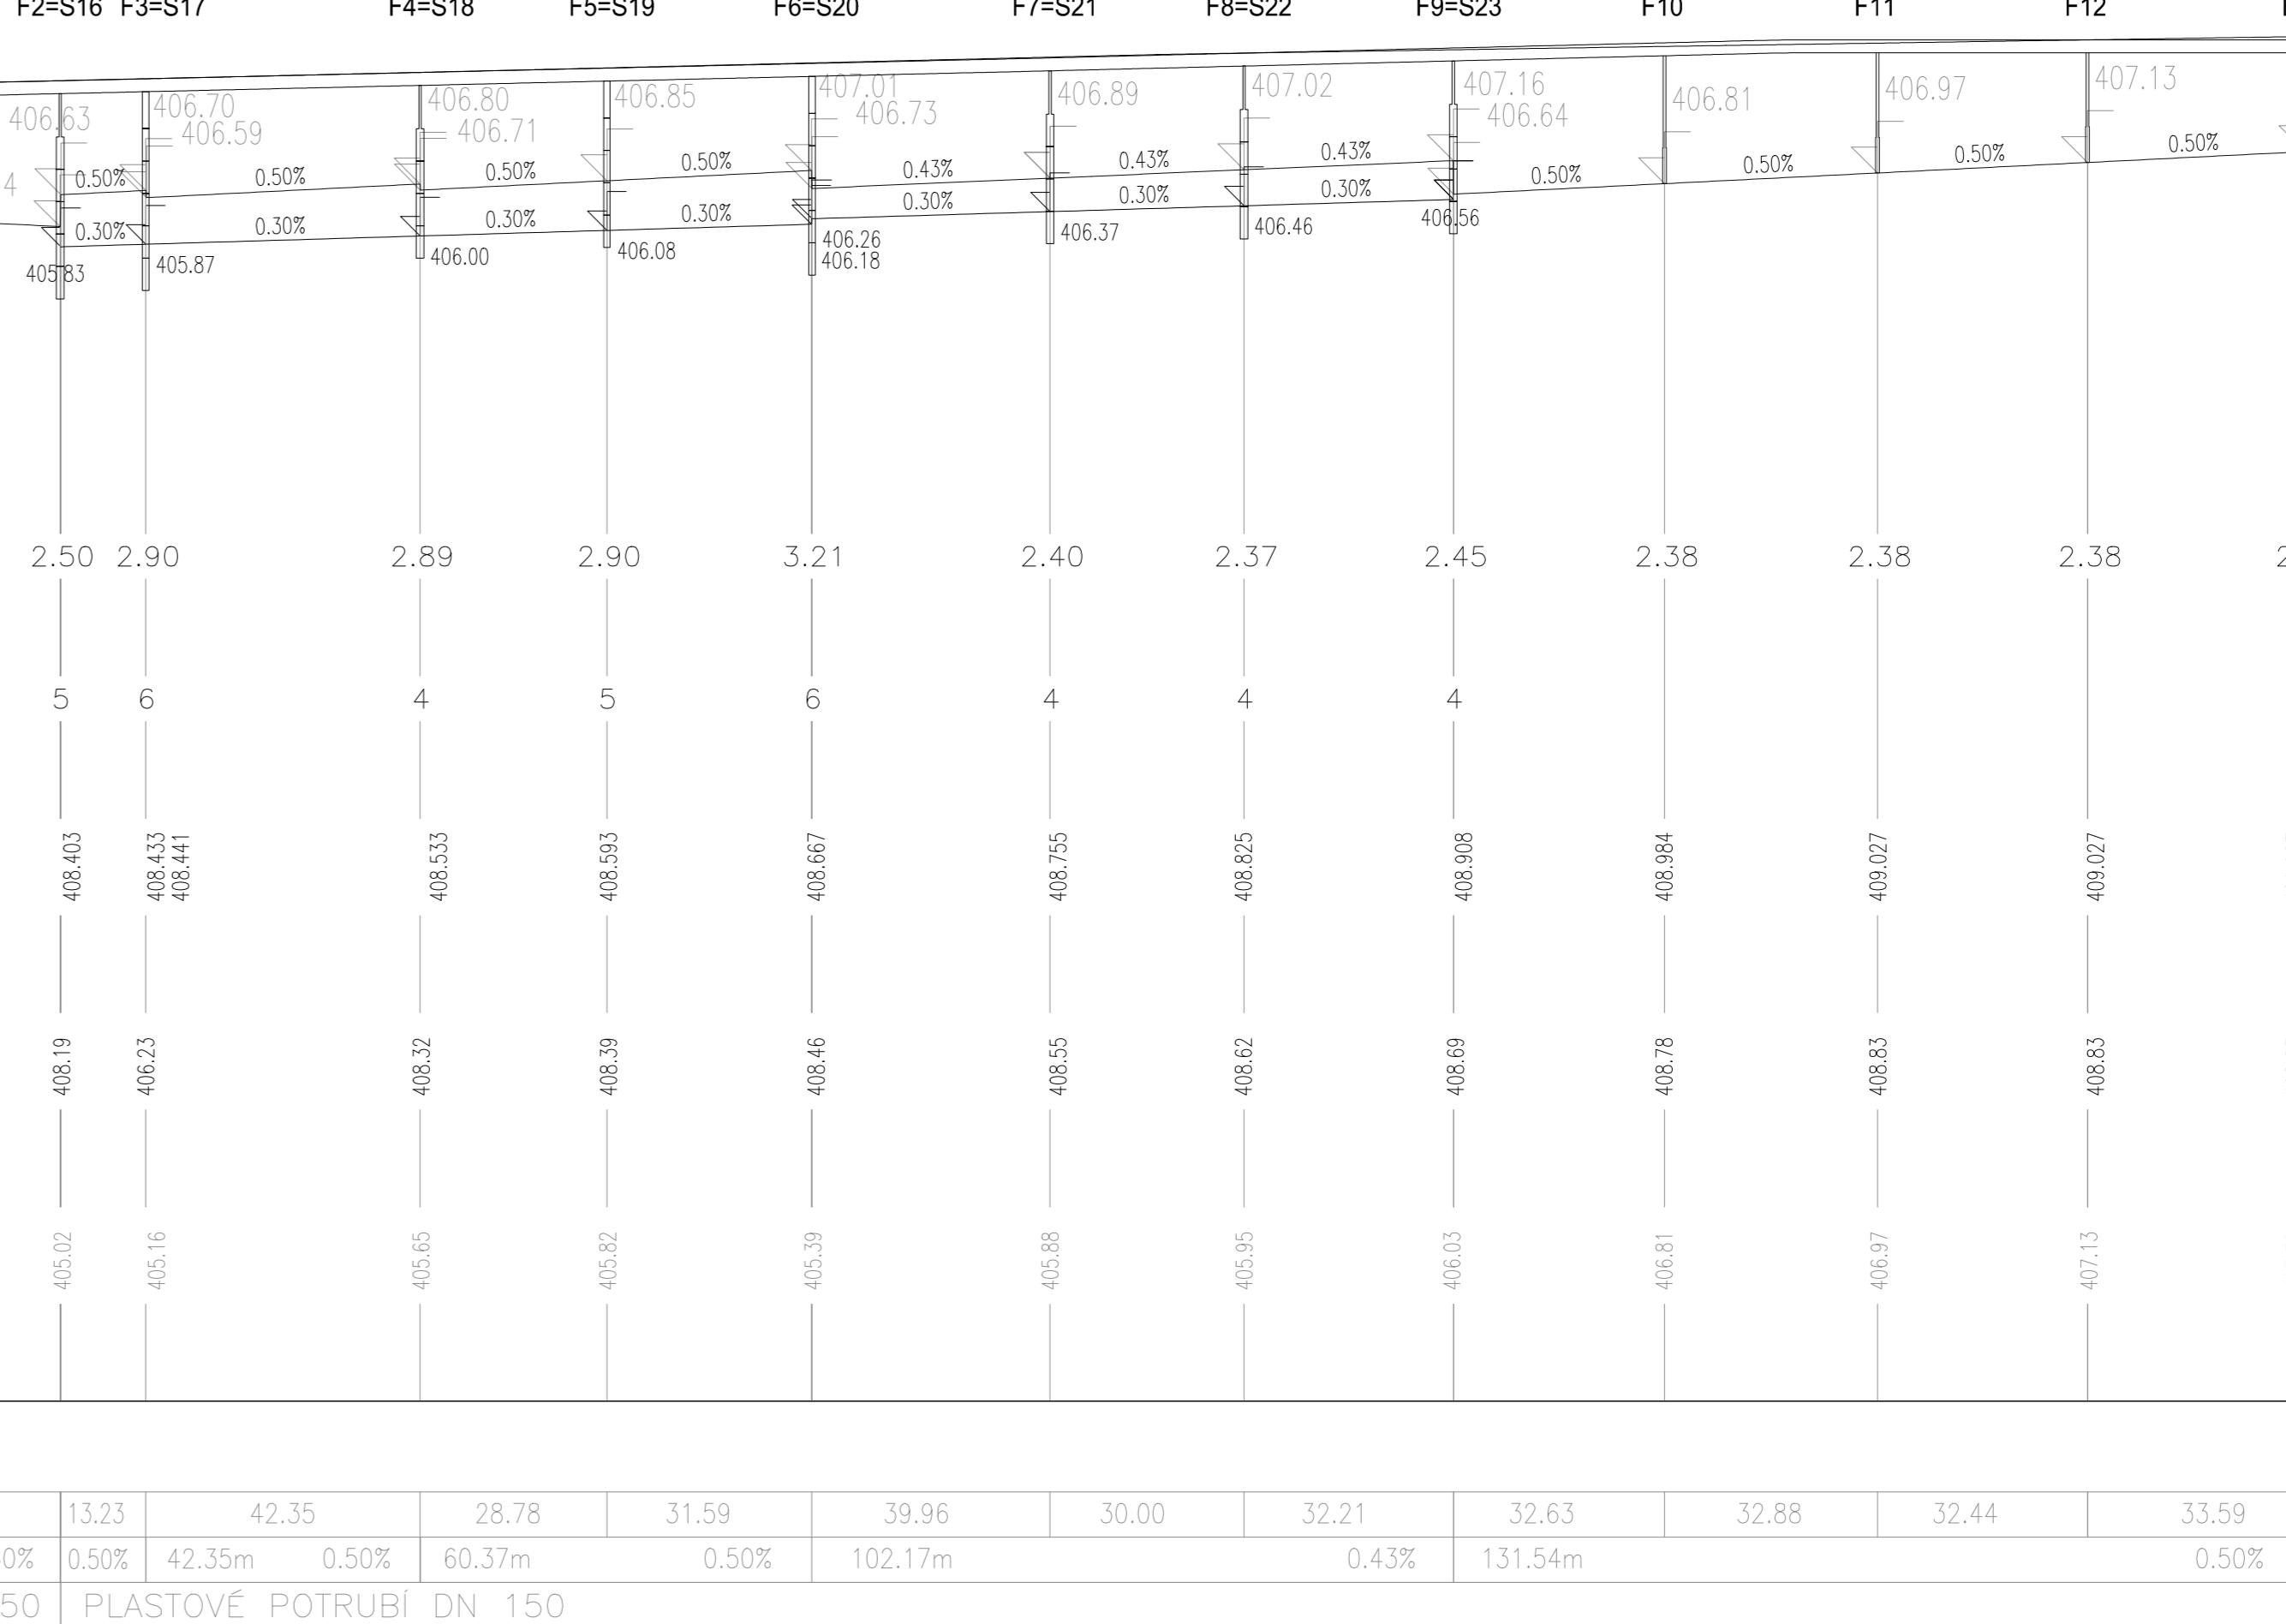 F2=S16 F3=S17 F4=S18 F5=S19 F6=S20 F7=S21 F8=S22 F9=S23 F10 F11 F12
406.63 406.70 406.80 406.85 407.01 406.89 407.02 407.16 406.81 406.97 407.13
406.59 406.71 406.73 406.64
4
0.50% 0.50% 0.50% 0.50% 0.43% 0.43% 0.43% 0.50% 0.50% 0.50% 0.50%
0.30% 0.30% 0.30% 0.30% 0.30% 0.30% 0.30%
405.83 405.87 406.00 406.08 406.26 406.37 406.46 406.56
406.18
2.50 2.90 2.89 2.90 3.21 2.40 2.37 2.45 2.38 2.38 2.38
5 6 4 5 6 4 4 4
408.403 408.433 408.441 408.533 408.593 408.667 408.755 408.825 408.908 408.984 409.027 409.027
408.19 406.23 408.32 408.39 408.46 408.55 408.62 408.69 408.78 408.83 408.83
405.02 405.16 405.65 405.82 405.39 405.88 405.95 406.03 406.81 406.97 407.13
13.23 42.35 28.78 31.59 39.96 30.00 32.21 32.63 32.88 32.44 33.59
0% 0.50% 42.35m 0.50% 60.37m 0.50% 102.17m 0.43% 131.54m 0.50%
50 PLASTOVÉ POTRUBÍ DN 150